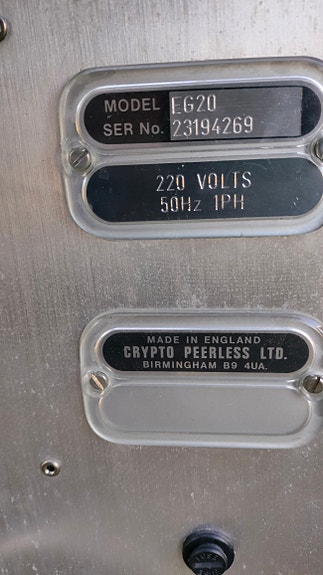 MODEL EG20
SER No. 23194269
220 VOLTS
50Hz 1PH
MADE IN ENGLAND
CRYPTO PEERLESS LTD.
BIRMINGHAM B9 4UA.